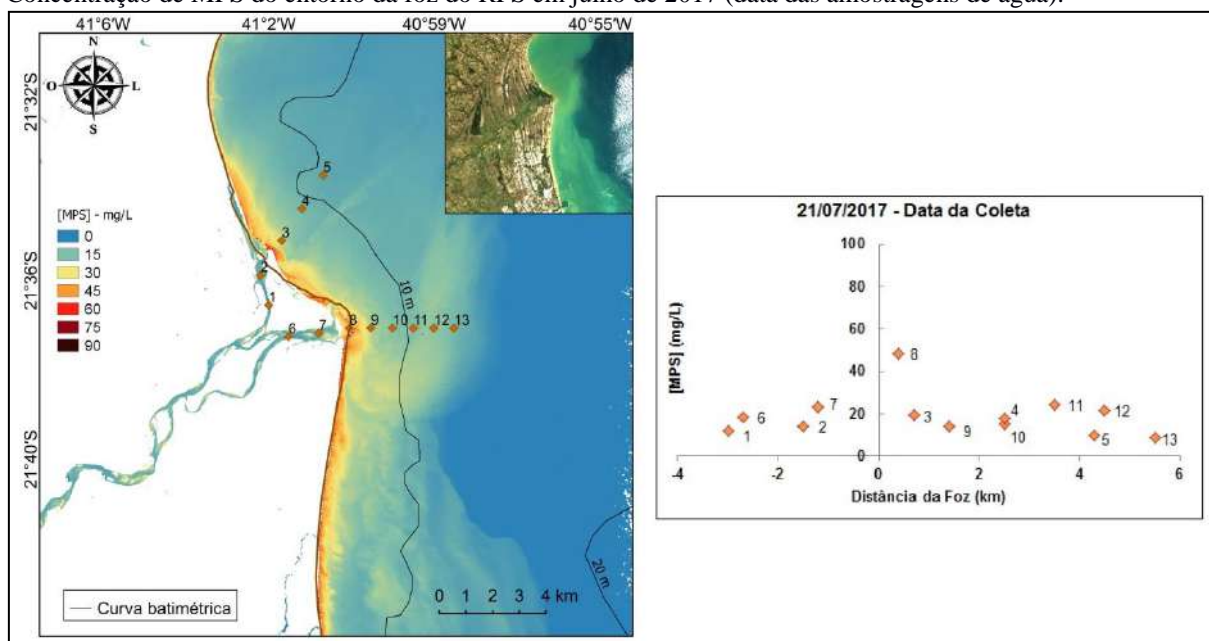 Concentração de MPS do entorno da foz do RPS em julho de 2017 (data das amostragens de água).
41°6'W 41°2'W 40°59'W 40°55'W
N
O L
S
21°32'S
21°36'S
21°40'S
[MPS] - mg/L
0
15
30
45
60
75
90
5
4
3
2
1
6 7 8 9 10 11 12 13
10 m
20 m
Curva batimétrica
0 1 2 3 4 km
21/07/2017 - Data da Coleta
[MPS] (mg/L)
100
80
60
40
20
0
8
7
6
3
4
11
12
1
2
9
10
5
13
-4 -2 0 2 4 6
Distância da Foz (km)